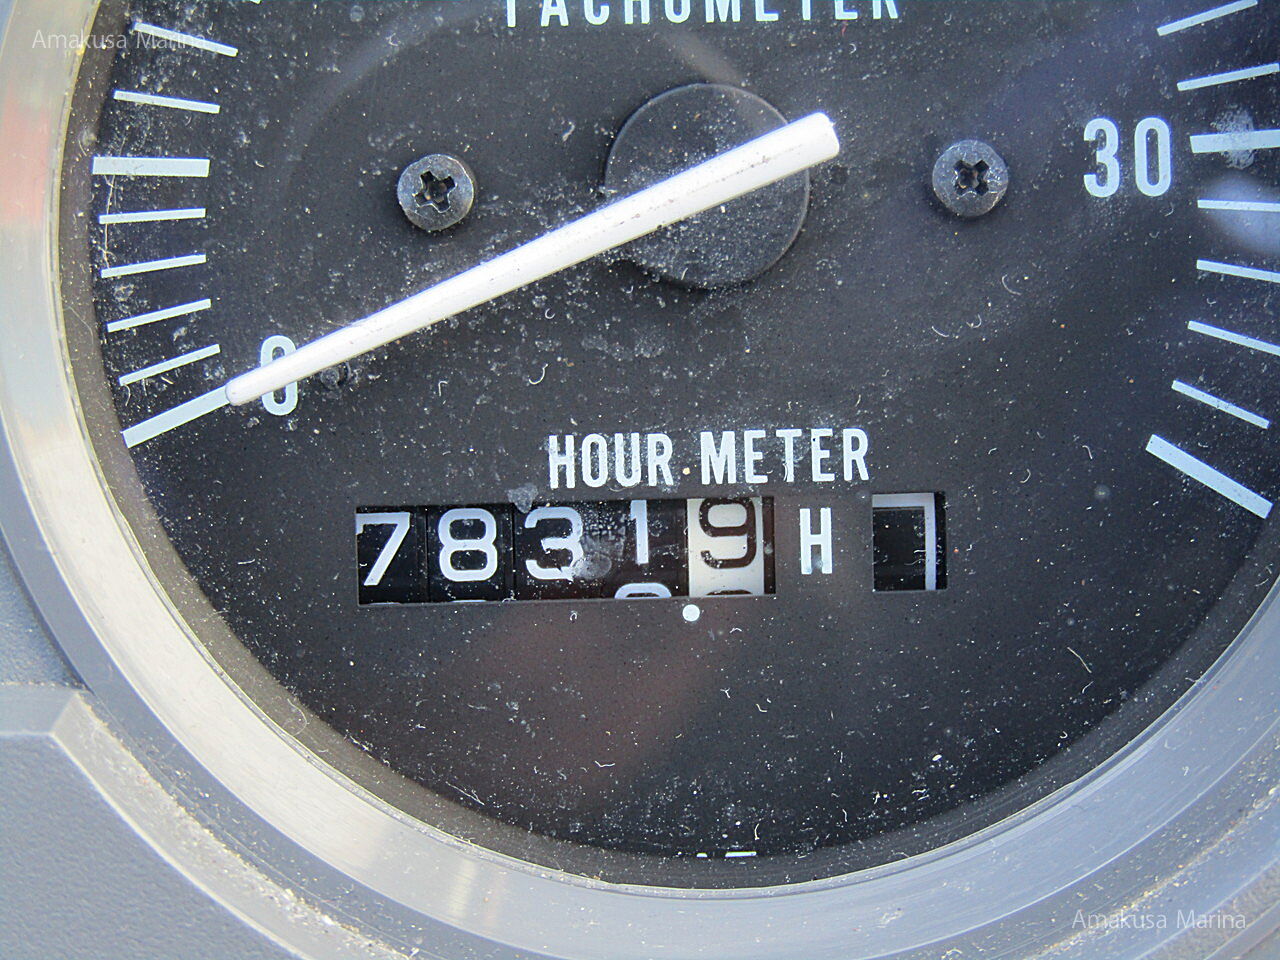 TACHOMETER
Amakusa Marina
30
0
HOUR METER
78319 H
Amakusa Marina